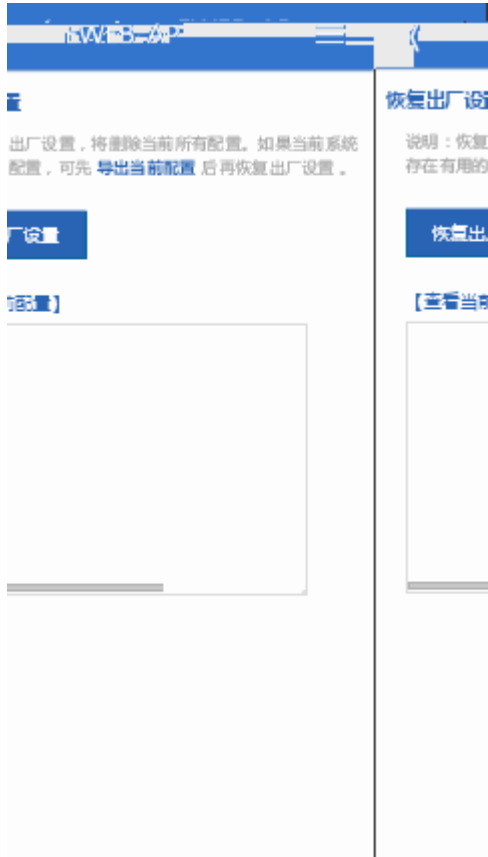 置
恢复出厂设
出厂设置，将删除当前所有配置。如果当前系统
配置，可先 导出当前配置 后再恢复出厂设置 。
说明：恢复
存在有用的
厂设置
恢复出
前配置】
【查看当前